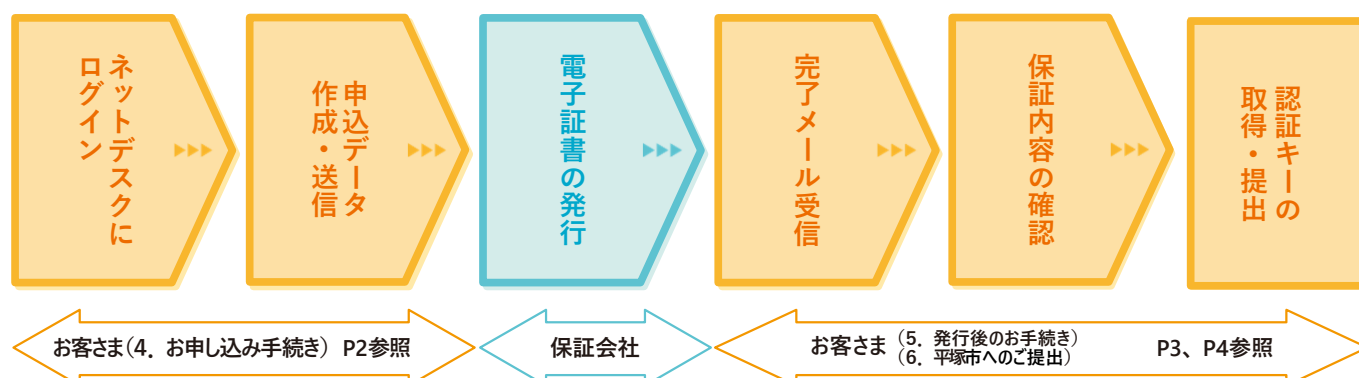 ネットデスクに
ログイン
申込データ
作成・送信
電子証書の発行
完了メール受信
保証内容の確認
認証キーの
取得・提出
お客さま(4．お申し込み手続き) P2参照
保証会社
お客さま (5．発行後のお手続き)
(6．平塚市へのご提出)
P3、P4参照